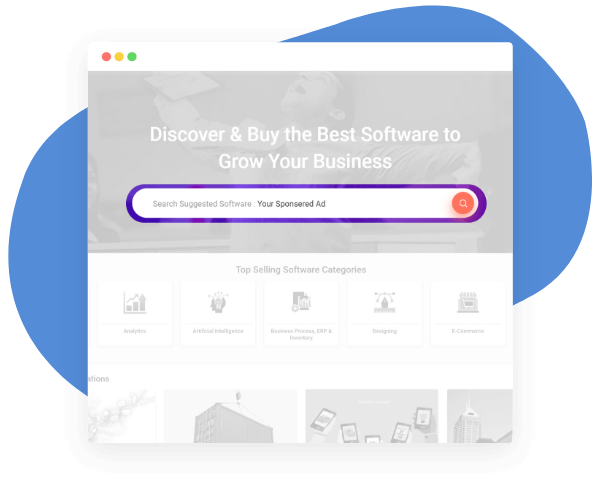 Discover & Buy the Best Software to
Grow Your Business
Search Suggested Software : Your Sponsered Ad
Top Selling Software Categories
Analytics
Artificial Intelligence
Business Process, ERP &
Inventory
Designing
E-Commerce
ations